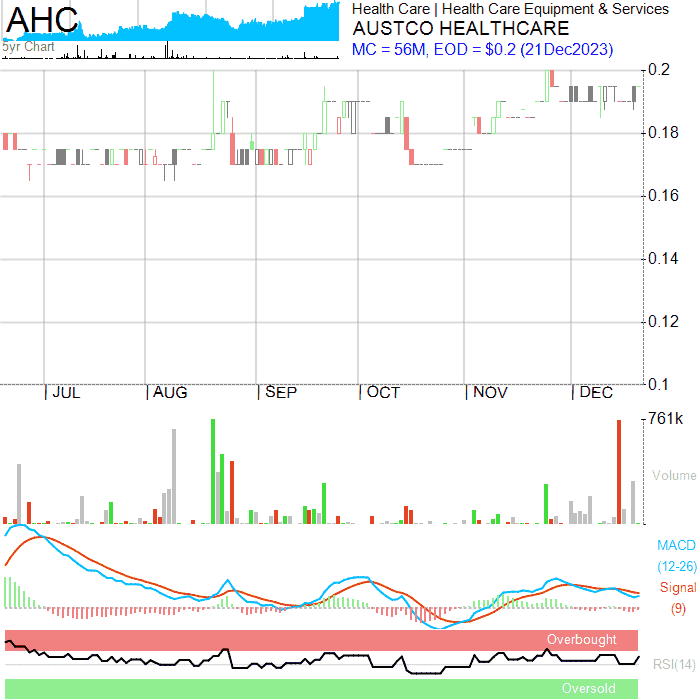 AHC
5yr Chart
Health Care | Health Care Equipment & Services
AUSTCO HEALTHCARE
MC = 56M, EOD = $0.2 (21Dec2023)
0.2
0.18
0.16
0.14
0.12
0.1
| JUL | AUG | SEP | OCT | NOV | DEC
761k
Volume
MACD
(12-26)
Signal
(9)
Overbought
RSI(14)
Oversold